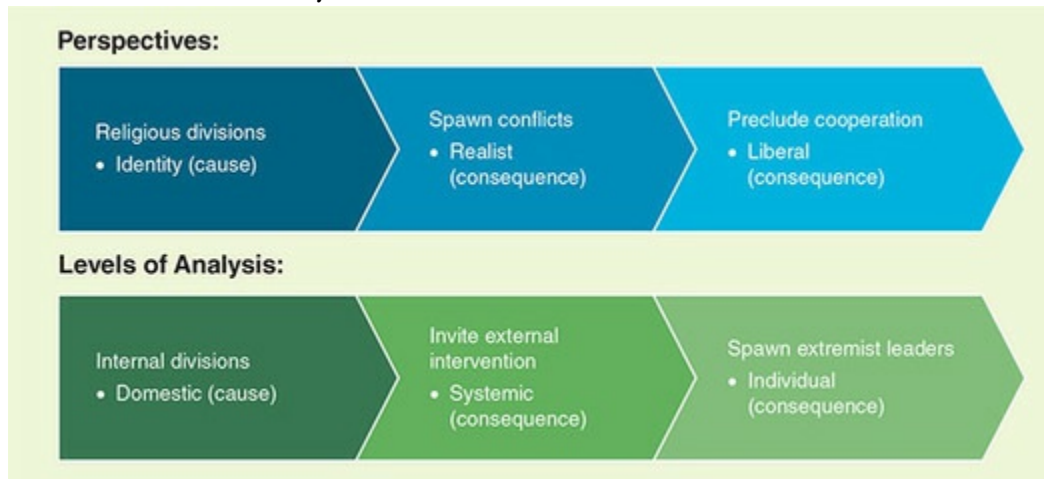 Perspectives:
Religious divisions
• Identity (cause)
Spawn conflicts
• Realist
(consequence)
Preclude cooperation
• Liberal
(consequence)
Levels of Analysis:
Internal divisions
• Domestic (cause)
Invite external
intervention
• Systemic
(consequence)
Spawn extremist leaders
• Individual
(consequence)